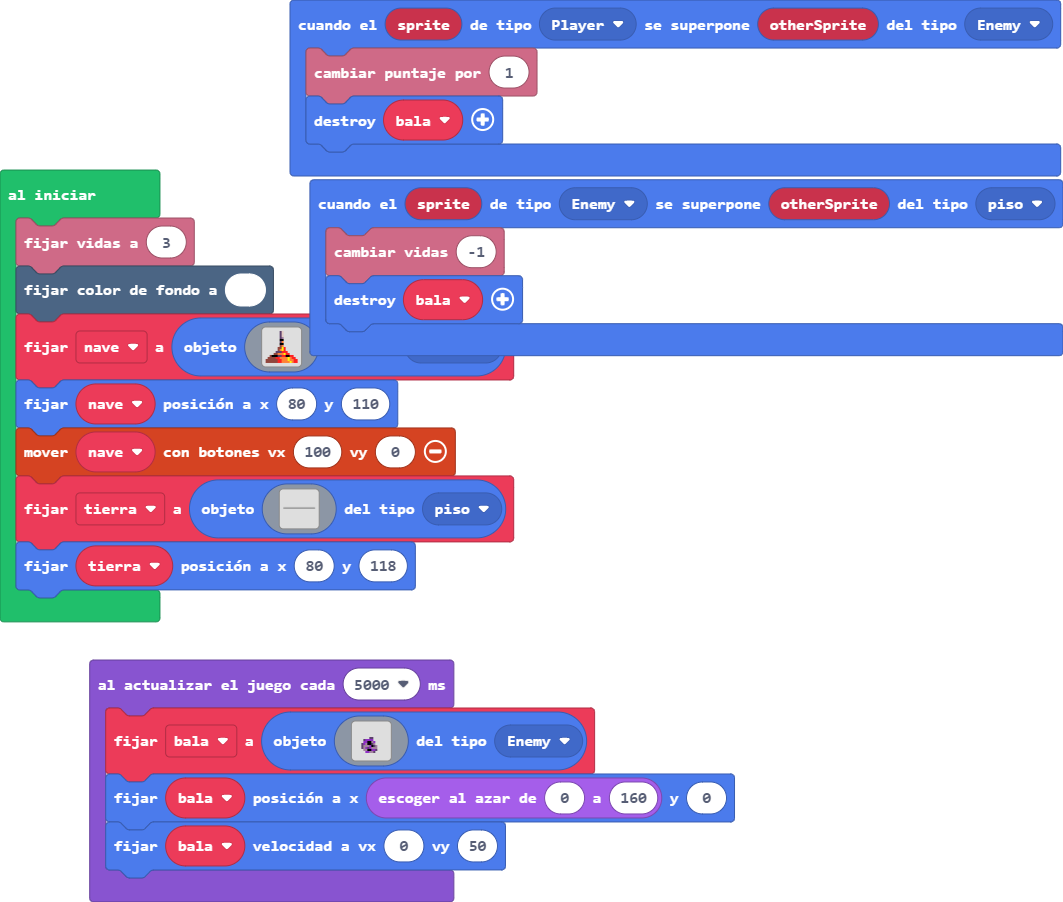 cuando el sprite de tipo Player se superpone otherSprite del tipo Enemy
cambiar puntaje por 1
destroy bala
cuando el sprite de tipo Enemy se superpone otherSprite del tipo piso
cambiar vidas -1
destroy bala
al iniciar
fijar vidas a 3
fijar color de fondo a
fijar nave a objeto
fijar nave posición a x 80 y 110
mover nave con botones vx 100 vy 0
fijar tierra a objeto del tipo piso
fijar tierra posición a x 80 y 118
al actualizar el juego cada 5000 ms
fijar bala a objeto del tipo Enemy
fijar bala posición a x escoger al azar de 0 a 160 y 0
fijar bala velocidad a vx 0 vy 50